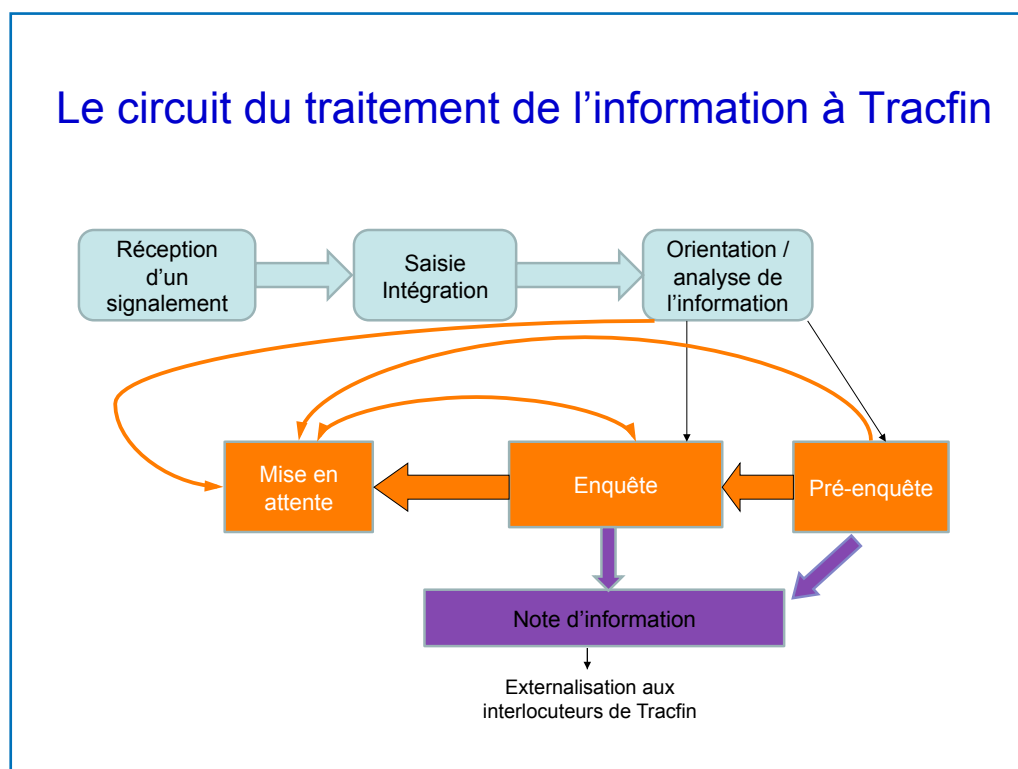 Le circuit du traitement de l’information à Tracfin
Réception
d’un
signalement
Saisie
Intégration
Orientation /
analyse de
l’information
Mise en
attente
Enquête
Pré-enquête
Note d’information
Externalisation aux
interlocuteurs de Tracfin